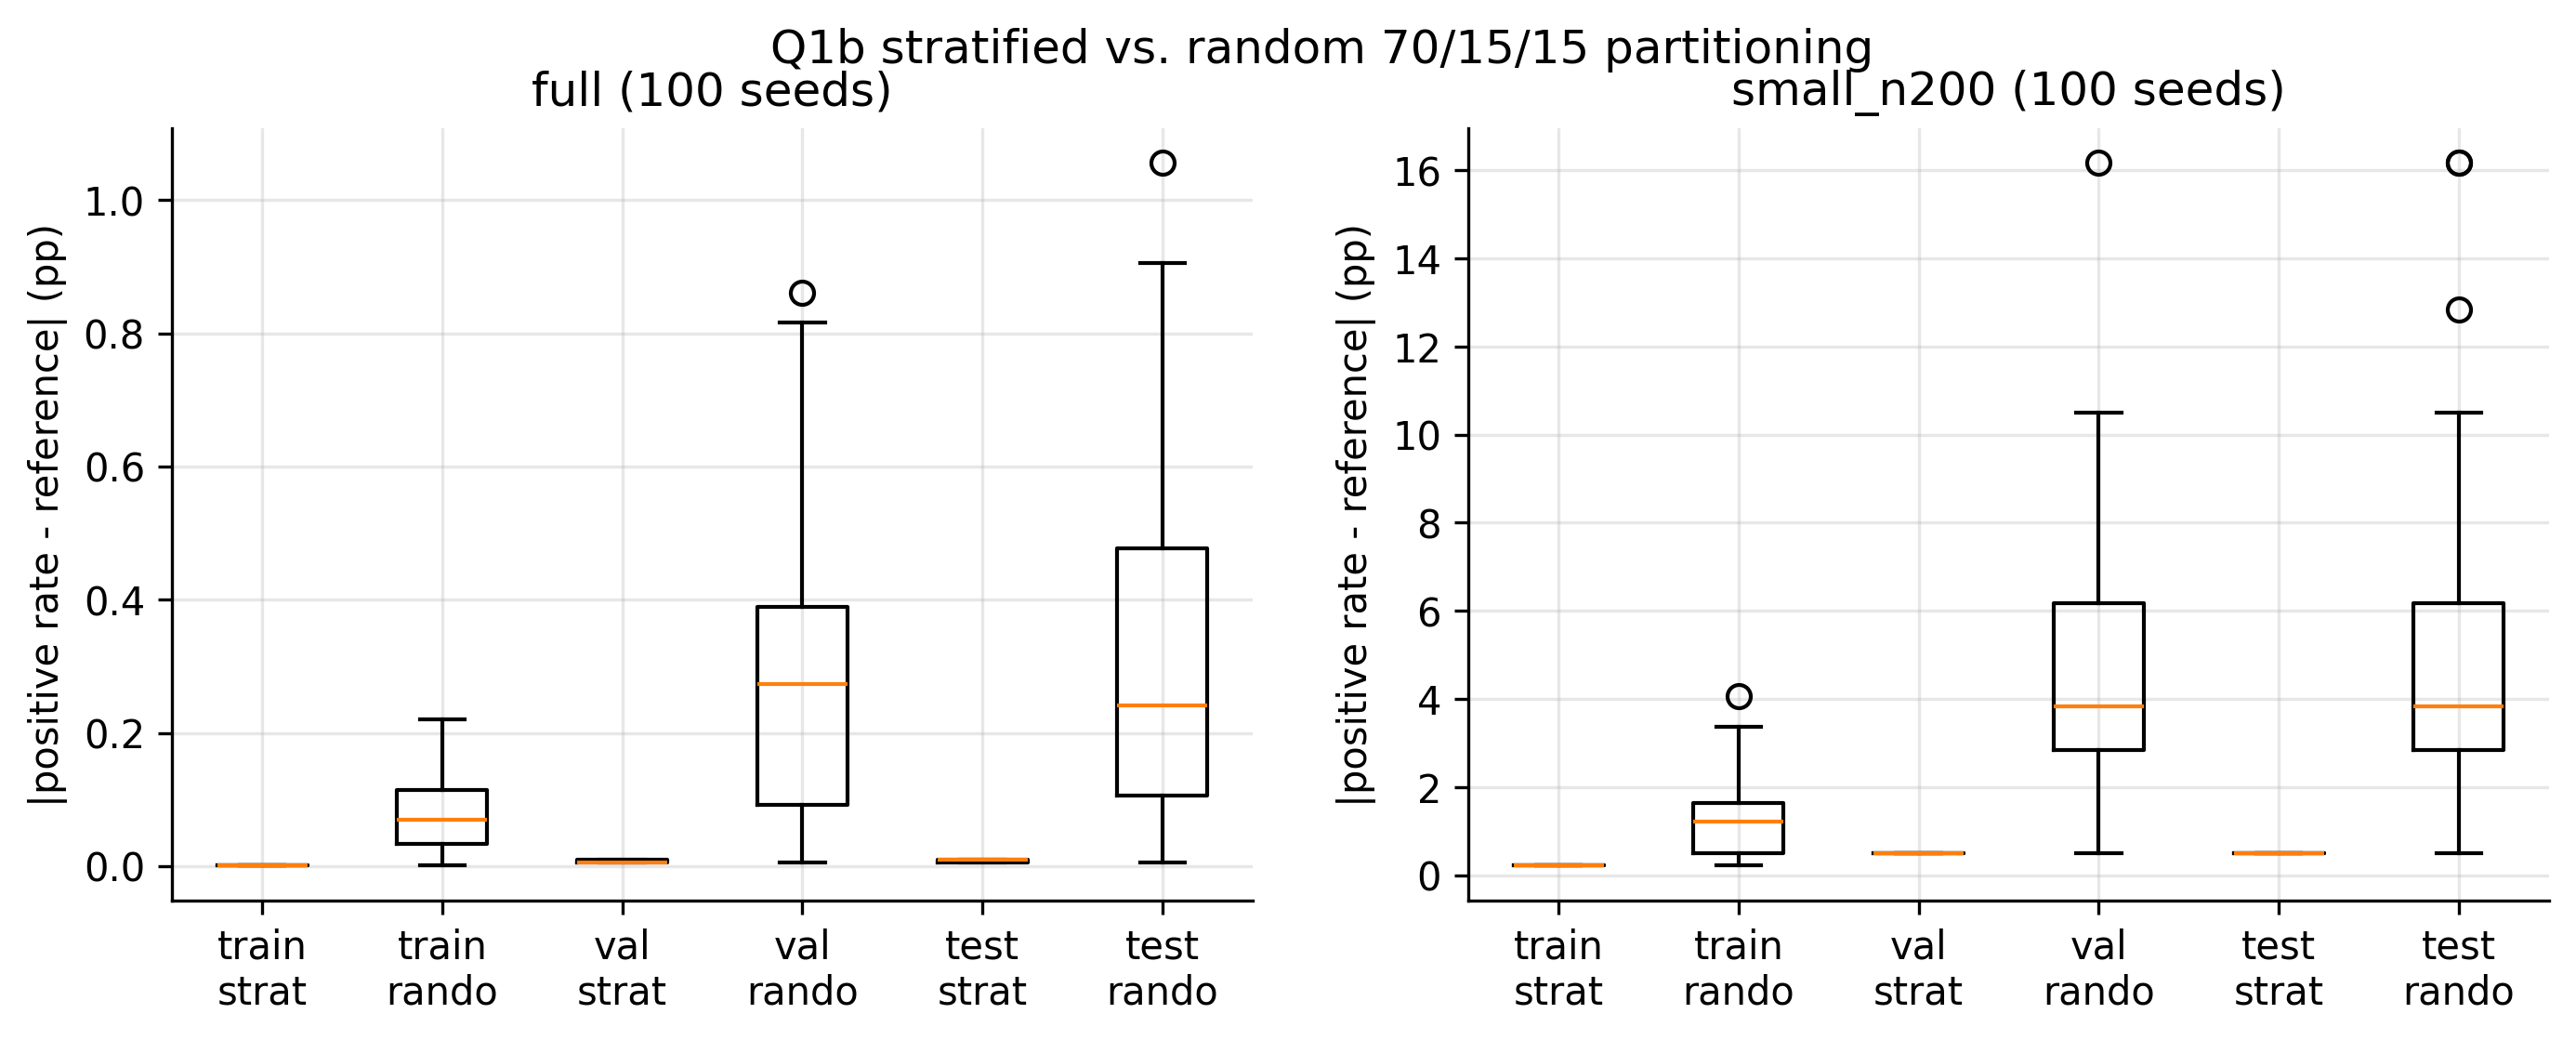 Q1b stratified vs. random 70/15/15 partitioning
full (100 seeds)
|positive rate - reference| (pp)
1.0
0.8
0.6
0.4
0.2
0.0
train strat
train rando
val strat
val rando
test strat
test rando
small_n200 (100 seeds)
|positive rate - reference| (pp)
16
14
12
10
8
6
4
2
0
train strat
train rando
val strat
val rando
test strat
test rando